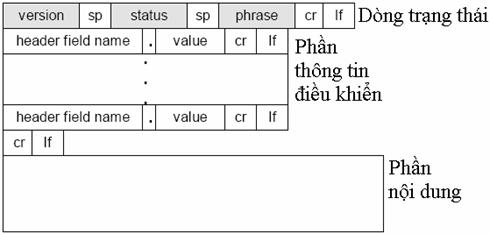 version sp status sp phrase cr lf Dòng trạng thái
header field name : value cr lf Phần
thông tin
điều khiển
header field name : value cr lf
cr lf
Phần
nội dung